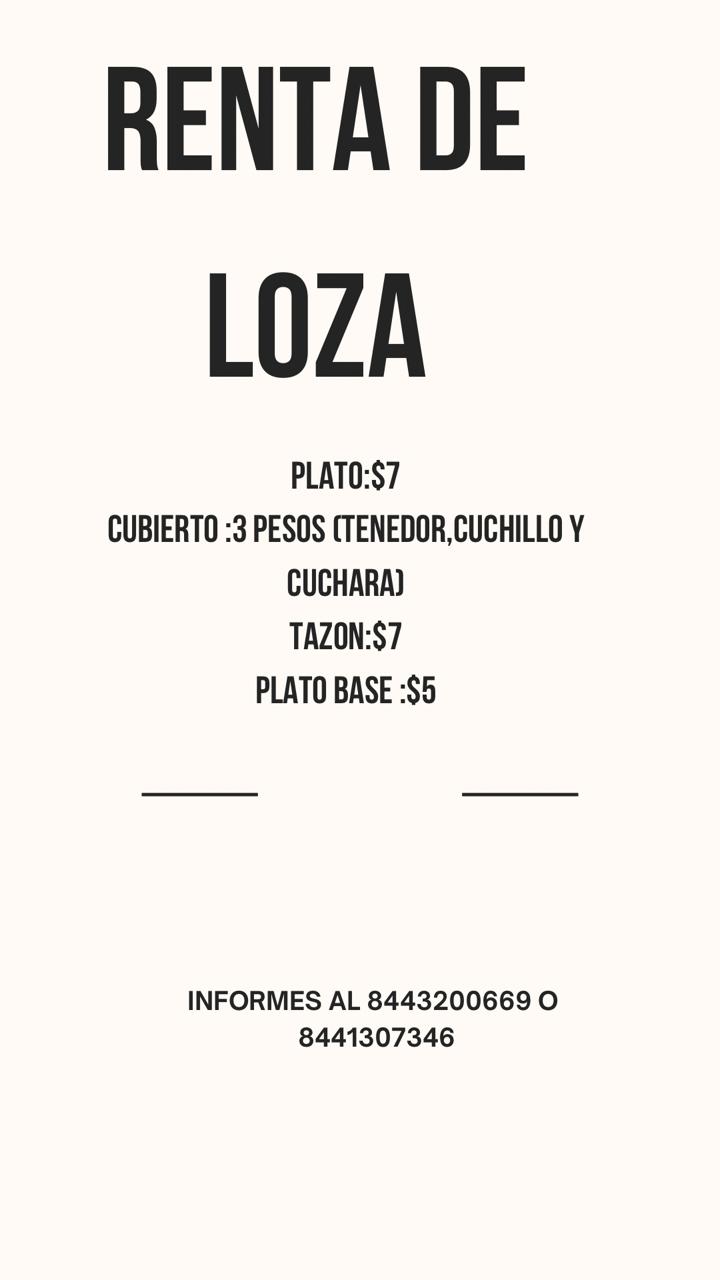 RENTA DE
LOZA
PLATO:$7
CUBIERTO :3 PESOS (TENEDOR,CUCHILLO Y
CUCHARA)
TAZON:$7
PLATO BASE :$5
INFORMES AL 8443200669 O
8441307346